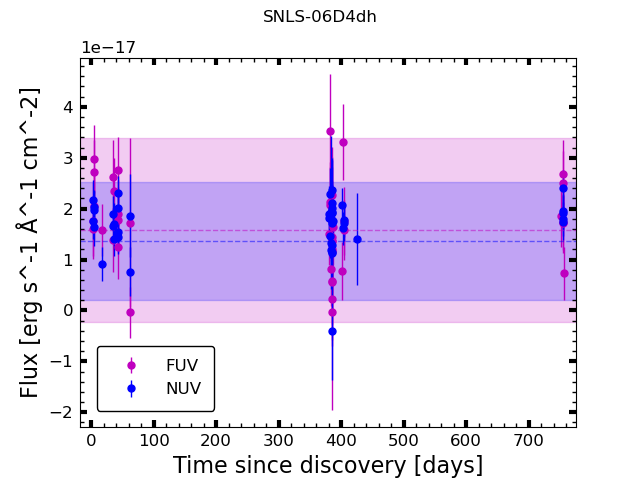 SNLS-06D4dh
1e−17
4
3
2
1
0
−1
−2
Flux [erg s^-1 Å^-1 cm^-2]
FUV
NUV
0 100 200 300 400 500 600 700
Time since discovery [days]